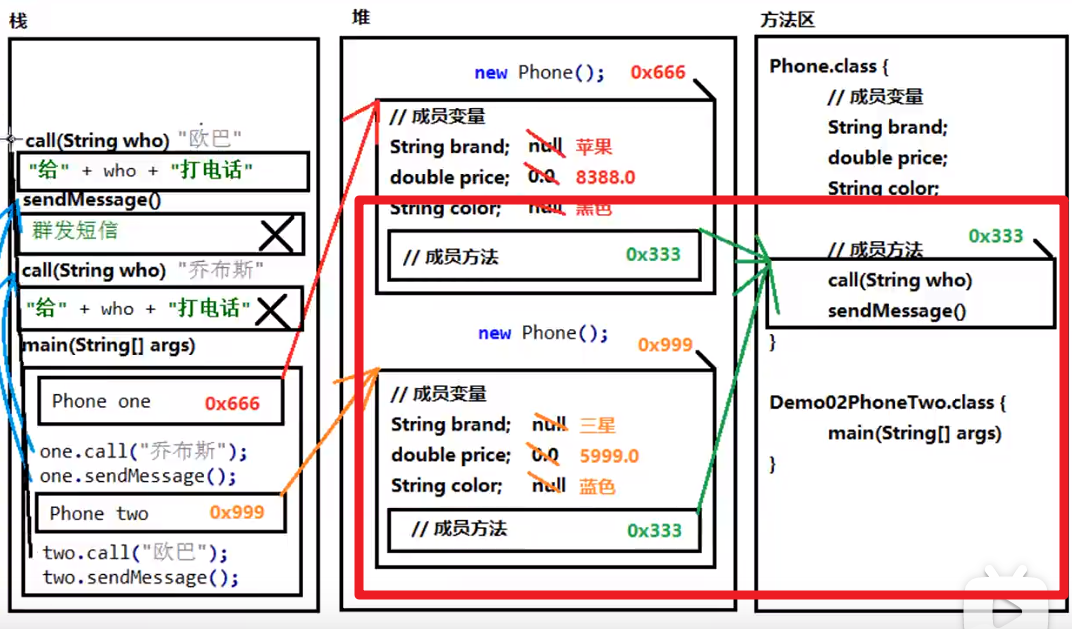 栈
call(String who) "欧巴"
"给" + who + "打电话"
sendMessage()
群发短信
call(String who) "乔布斯"
"给" + who + "打电话"
main(String[] args)
Phone one 0x666
one.call("乔布斯");
one.sendMessage();
Phone two 0x999
two.call("欧巴");
two.sendMessage();
堆
new Phone(); 0x666
// 成员变量
String brand; null 苹果
double price; 0.0 8388.0
String color; null 黑色
// 成员方法 0x333
new Phone(); 0x999
// 成员变量
String brand; null 三星
double price; 0.0 5999.0
String color; null 蓝色
// 成员方法 0x333
方法区
Phone.class {
// 成员变量
String brand;
double price;
String color;
// 成员方法 0x333
call(String who)
sendMessage()
}
Demo02PhoneTwo.class {
main(String[] args)
}